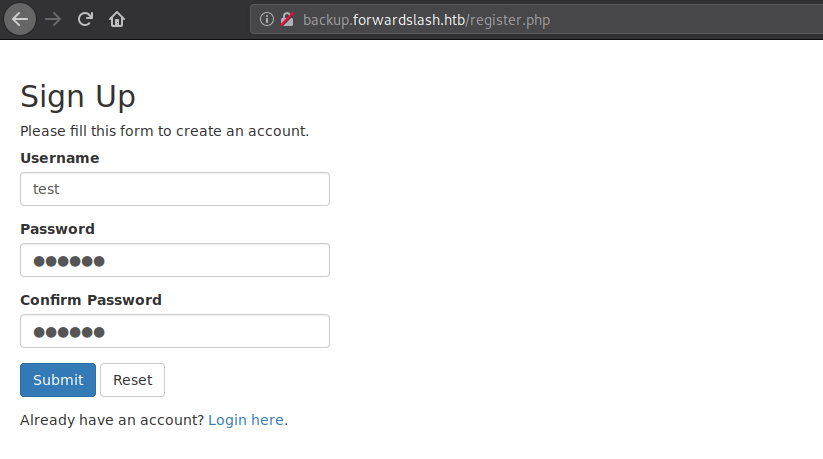 backup.forwardslash.htb/register.php
Sign Up
Please fill this form to create an account.
Username
test
Password
●●●●●●
Confirm Password
●●●●●●
Submit Reset
Already have an account? Login here.